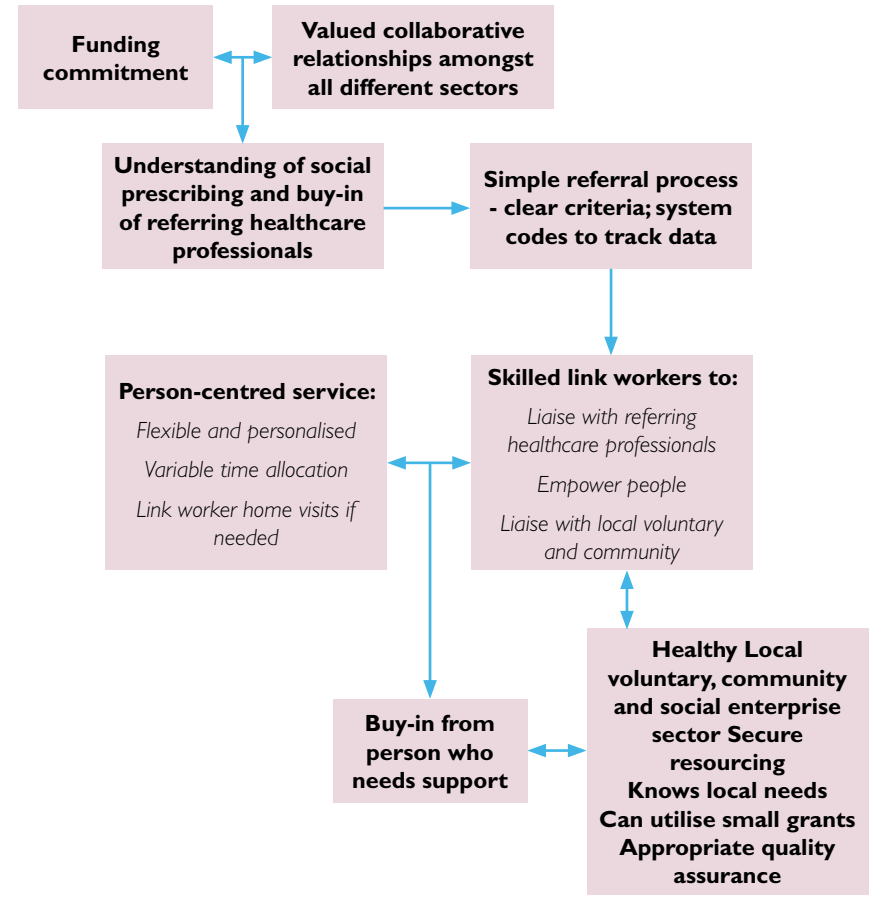 Funding
commitment
Valued collaborative
relationships amongst
all different sectors
Understanding of social
prescribing and buy-in
of referring healthcare
professionals
Simple referral process
- clear criteria; system
codes to track data
Person-centred service:
Flexible and personalised
Variable time allocation
Link worker home visits if
needed
Skilled link workers to:
Liaise with referring
healthcare professionals
Empower people
Liaise with local voluntary
and community
Buy-in from
person who
needs support
Healthy Local
voluntary, community
and social enterprise
sector Secure
resourcing
Knows local needs
Can utilise small grants
Appropriate quality
assurance